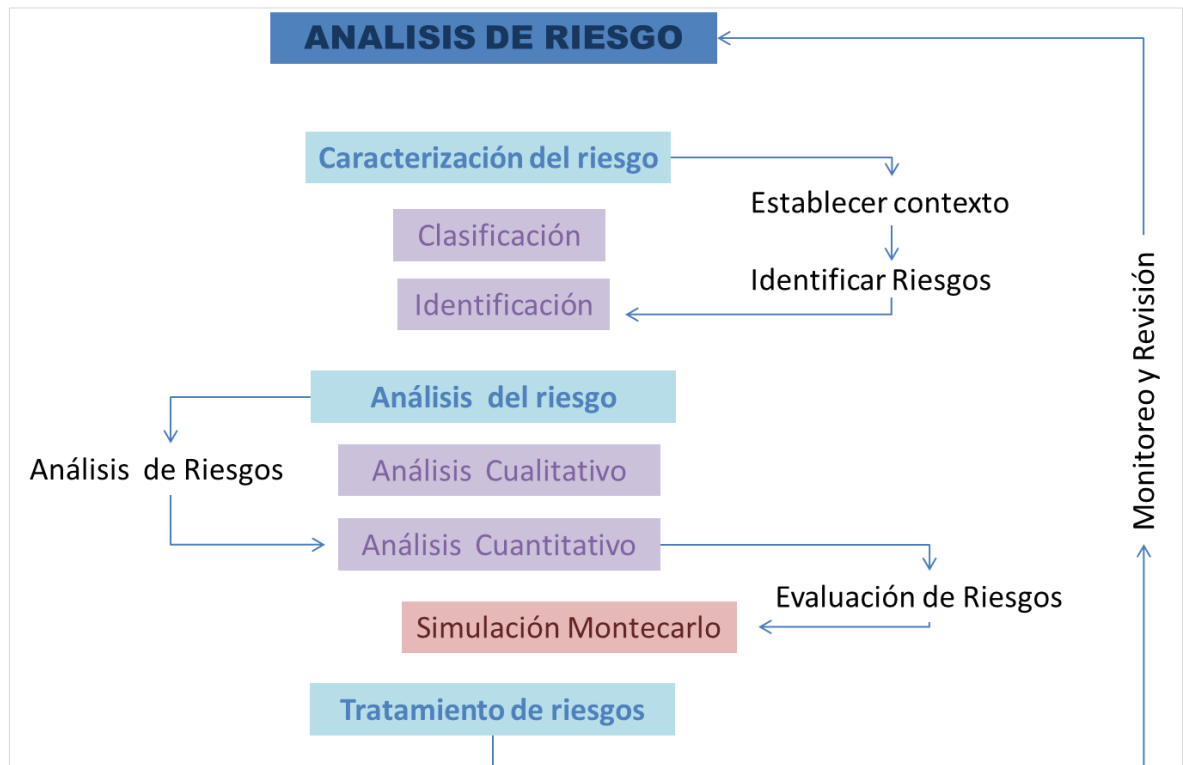 ANALISIS DE RIESGO
Caracterización del riesgo
Establecer contexto
Clasificación
Identificar Riesgos
Identificación
Análisis del riesgo
Análisis de Riesgos
Análisis Cualitativo
Análisis Cuantitativo
Evaluación de Riesgos
Simulación Montecarlo
Tratamiento de riesgos
Monitoreo y Revisión